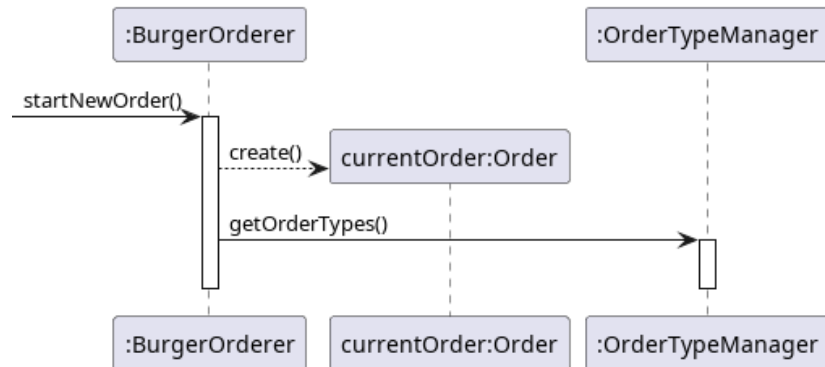 :BurgerOrderer
:OrderTypeManager
startNewOrder()
create()
currentOrder:Order
getOrderTypes()
:BurgerOrderer
currentOrder:Order
:OrderTypeManager